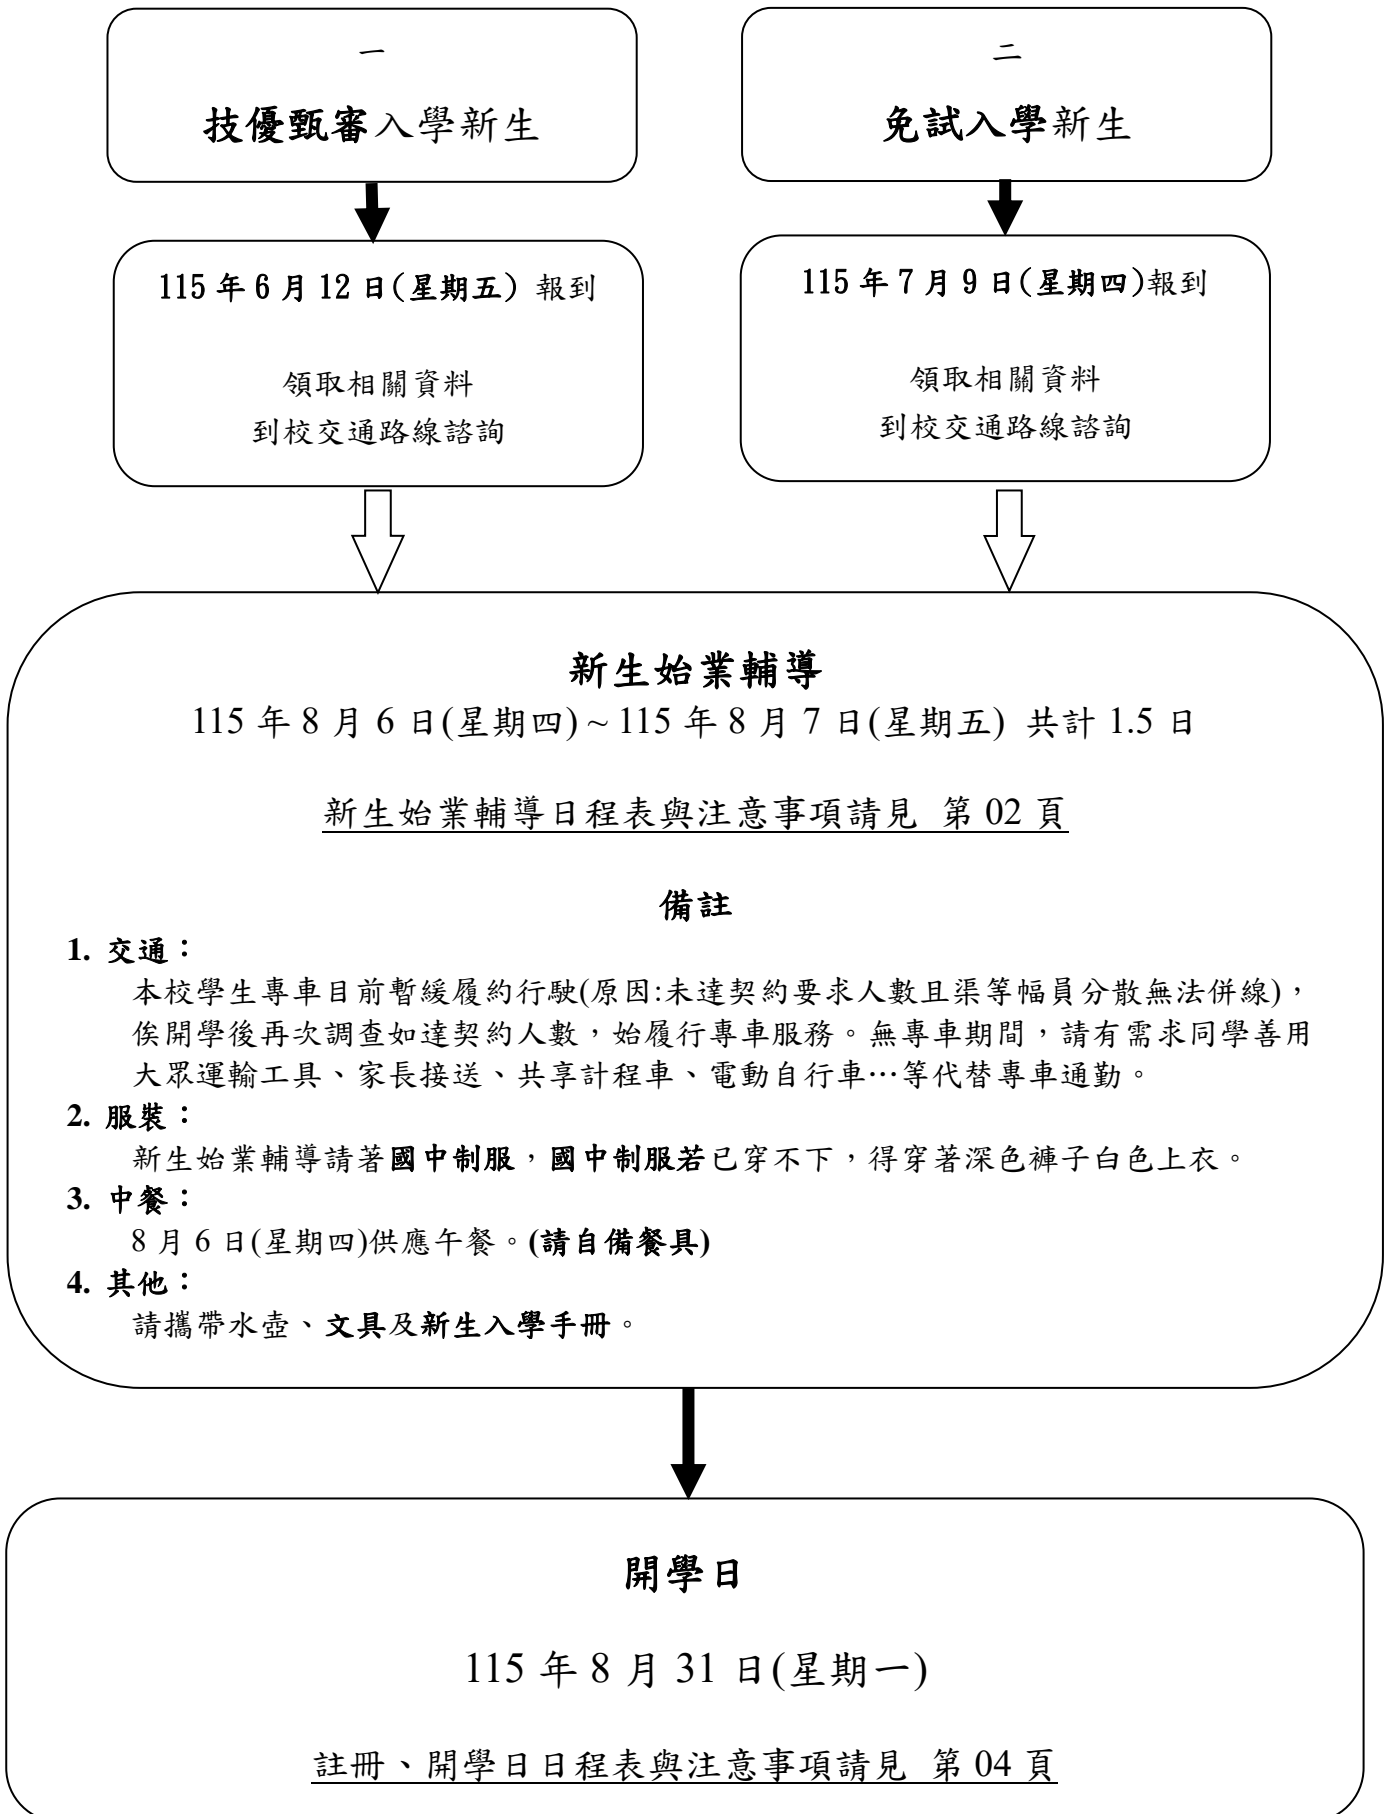 一
技優甄審入學新生
二
免試入學新生
115 年 6 月 12 日(星期五) 報到
領取相關資料
到校交通路線諮詢
115 年 7 月 9 日(星期四)報到
領取相關資料
到校交通路線諮詢
新生始業輔導
115 年 8 月 6 日(星期四) ~ 115 年 8 月 7 日(星期五) 共計 1.5 日
新生始業輔導日程表與注意事項請見 第 02 頁
備註
1. 交通：
本校學生專車目前暫緩履約行駛(原因:未達契約要求人數且渠等幅員分散無法併線)，
俟開學後再次調查如達契約人數，始履行專車服務。無專車期間，請有需求同學善用
大眾運輸工具、家長接送、共享計程車、電動自行車…等代替專車通勤。
2. 服裝：
新生始業輔導請著國中制服，國中制服若已穿不下，得穿著深色褲子白色上衣。
3. 中餐：
8 月 6 日(星期四)供應午餐。(請自備餐具)
4. 其他：
請攜帶水壺、文具及新生入學手冊。
開學日
115 年 8 月 31 日(星期一)
註冊、開學日日程表與注意事項請見 第 04 頁